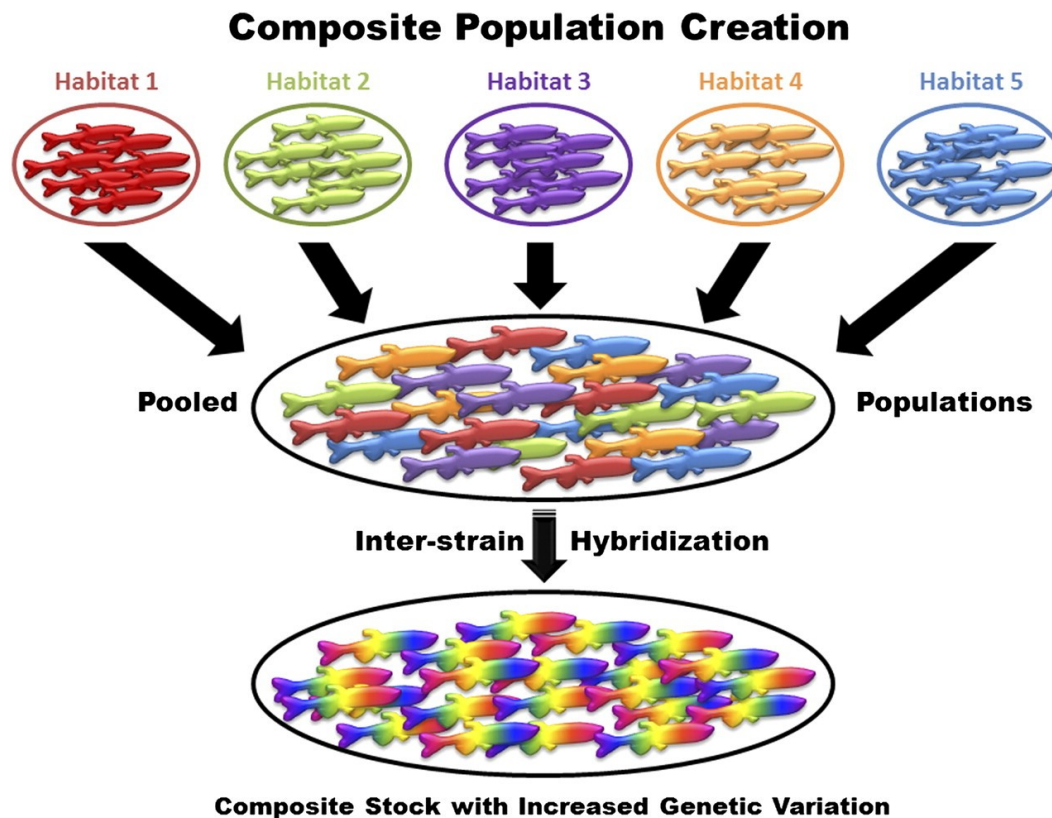 Composite Population Creation
Habitat 1 Habitat 2 Habitat 3 Habitat 4 Habitat 5
Pooled Populations
Inter-strain Hybridization
Composite Stock with Increased Genetic Variation